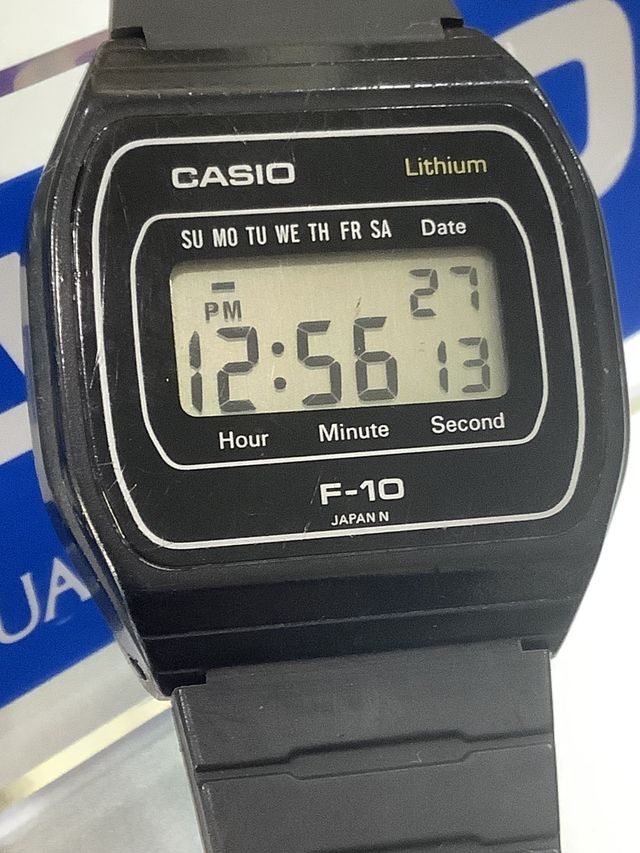 CASIO Lithium
SU MO TU WE TH FR SA Date
PM 27
12:56 13
Hour Minute Second
F-10
JAPAN N
UA